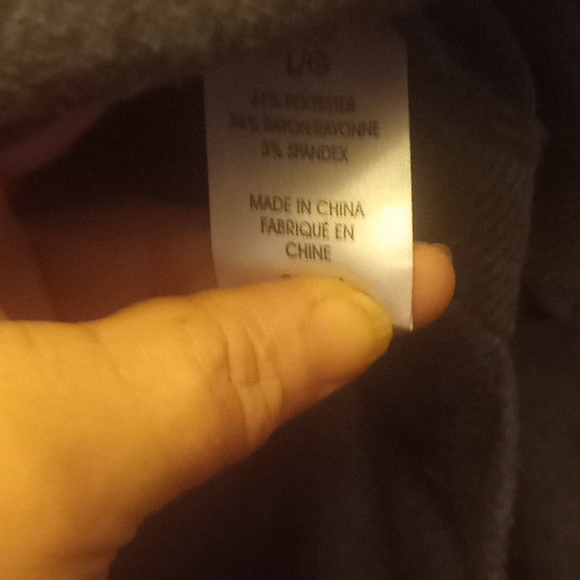 L/G
61% POLYESTER
36% RAYON/RAYONNE
3% SPANDEX
MADE IN CHINA
FABRIQUÉ EN
CHINE